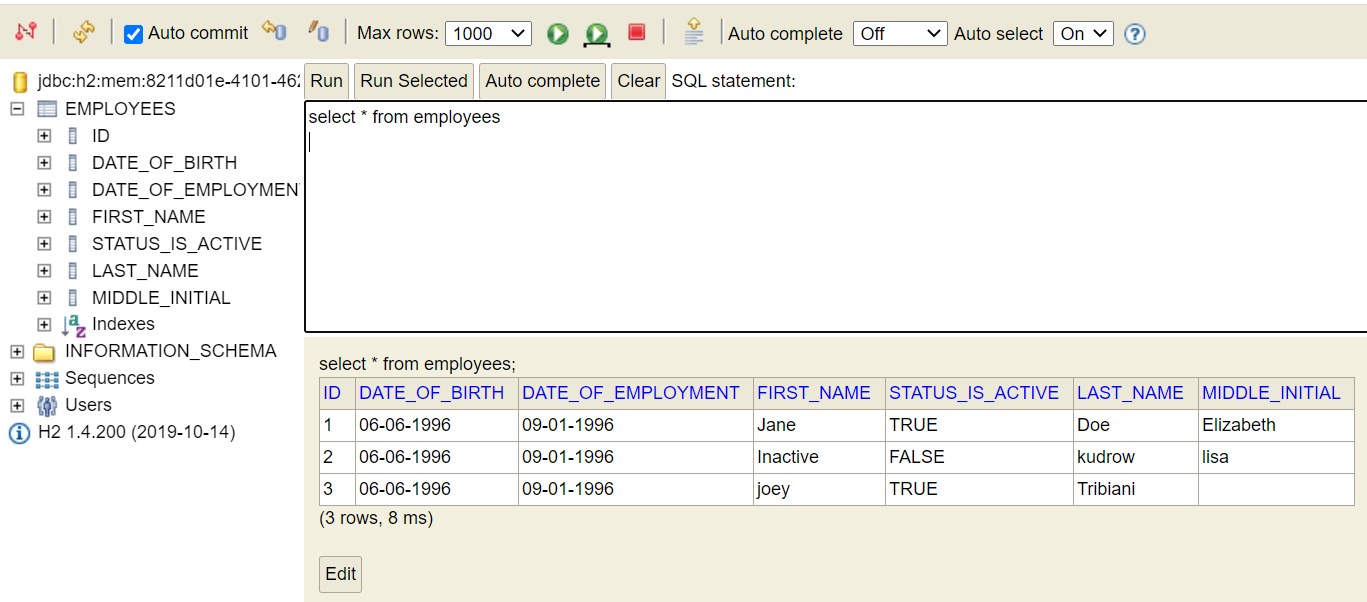 Auto commit Max rows: 1000 Auto complete Off Auto select On
jdbc:h2:mem:8211d01e-4101-462
EMPLOYEES
ID
DATE_OF_BIRTH
DATE_OF_EMPLOYMEN
FIRST_NAME
STATUS_IS_ACTIVE
LAST_NAME
MIDDLE_INITIAL
Indexes
INFORMATION_SCHEMA
Sequences
Users
H2 1.4.200 (2019-10-14)
Run Run Selected Auto complete Clear SQL statement:
select * from employees
select * from employees;
ID DATE_OF_BIRTH DATE_OF_EMPLOYMENT FIRST_NAME STATUS_IS_ACTIVE LAST_NAME MIDDLE_INITIAL
1 06-06-1996 09-01-1996 Jane TRUE Doe Elizabeth
2 06-06-1996 09-01-1996 Inactive FALSE kudrow lisa
3 06-06-1996 09-01-1996 joey TRUE Tribiani
(3 rows, 8 ms)
Edit